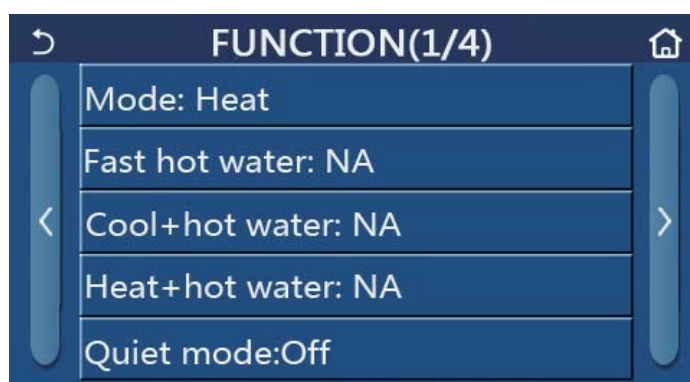 FUNCTION(1/4)
Mode: Heat
Fast hot water: NA
Cool+hot water: NA
Heat+hot water: NA
Quiet mode:Off